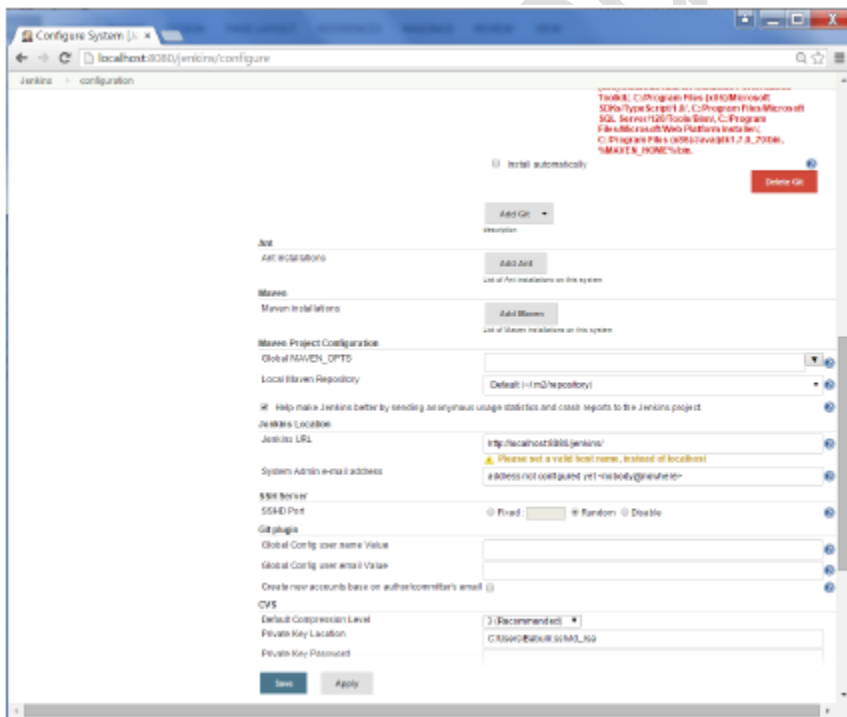 Configure System [Je
localhost:8080/jenkins/configure
Jenkins configuration
Toolkit/, C:/Program Files (x86)/Microsoft
SDKs/TypeScript/1.0/, C:/Program Files/Microsoft
SQL Server/120/Tools/Binn/, C:/Program
Files/Microsoft/Web Platform Installer/,
C:/Program Files (x86)/Java/jdk1.7.0_79/bin,
%MAVEN_HOME%bin,
Install automatically
Delete Git
Add Git
description
Ant
Ant installations
Add Ant
List of Ant installations on this system
Maven
Maven installations
Add Maven
List of Maven installations on this system
Maven Project Configuration
Global MAVEN_OPTS
Local Maven Repository
Default (~/.m2/repository)
Help make Jenkins better by sending anonymous usage statistics and crash reports to the Jenkins project.
Jenkins Location
Jenkins URL
http://localhost:8080/jenkins/
Please set a valid host name, instead of localhost
System Admin e-mail address
address not configured yet <nobody@nowhere>
SSH Server
SSHD Port
Fixed : Random Disable
Git plugin
Global Config user.name Value
Global Config user.email Value
Create new accounts base on author/committer's email
CVS
Default Compression Level
3 (Recommended)
Private Key Location
Private Key Password
Save Apply